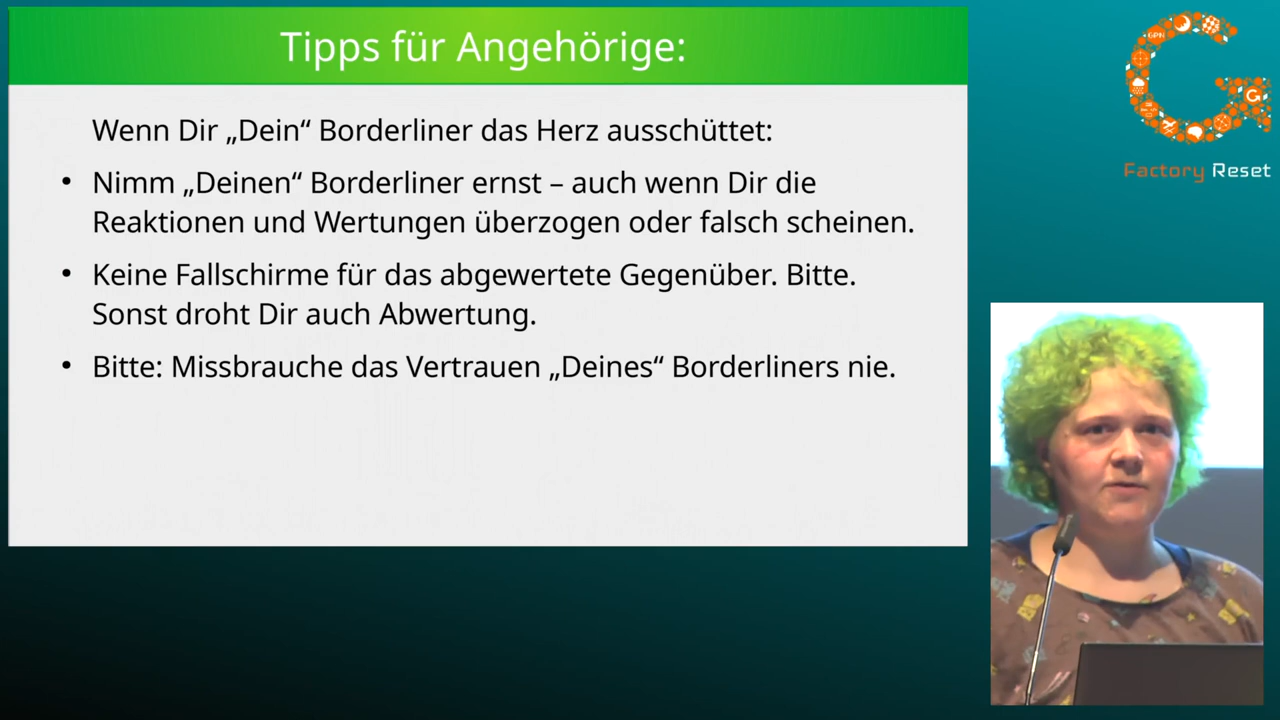 Tipps für Angehörige:
Wenn Dir „Dein“ Borderliner das Herz ausschüttet:
• Nimm „Deinen“ Borderliner ernst – auch wenn Dir die
Reaktionen und Wertungen überzogen oder falsch scheinen.
• Keine Fallschirme für das abgewertete Gegenüber. Bitte.
Sonst droht Dir auch Abwertung.
• Bitte: Missbrauche das Vertrauen „Deines“ Borderliners nie.
GPN
G
Factory Reset